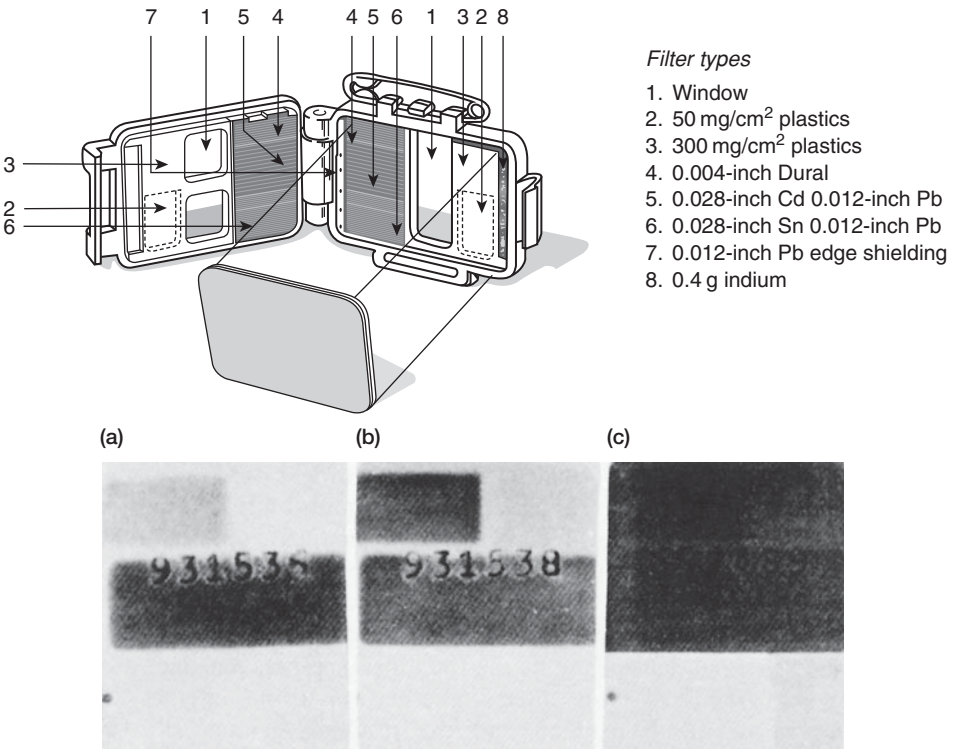 7 1 5 4 4 5 6 1 3 2 8
3
2
6
Filter types
1. Window
2. 50 mg/cm² plastics
3. 300 mg/cm² plastics
4. 0.004-inch Dural
5. 0.028-inch Cd 0.012-inch Pb
6. 0.028-inch Sn 0.012-inch Pb
7. 0.012-inch Pb edge shielding
8. 0.4 g indium
(a) (b) (c)
931538 931538